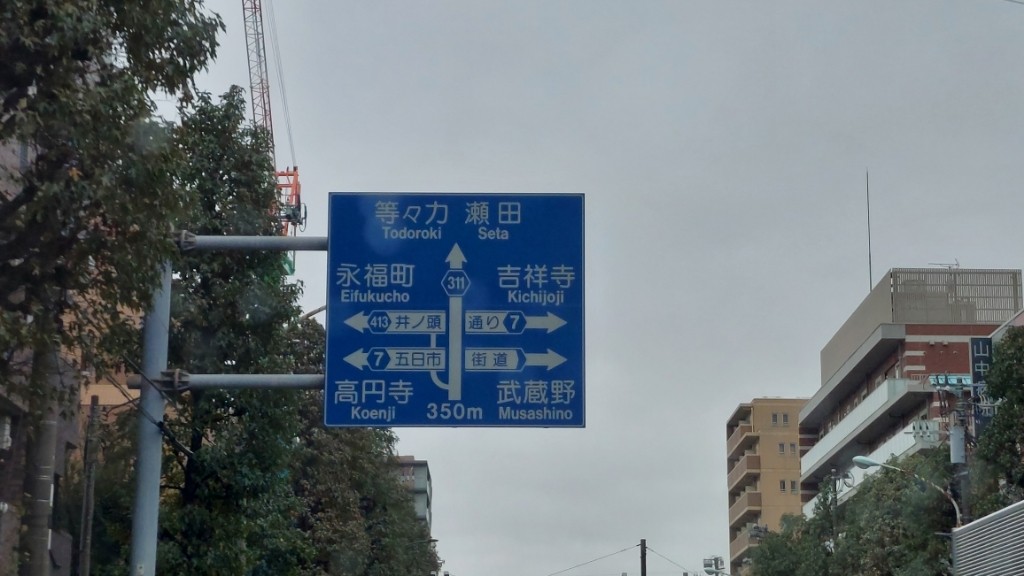 等々力 瀬田
Todoroki Seta
311
永福町 吉祥寺
Eifukucho Kichijoji
413 井ノ頭 通り 7
7 五日市 街道
高円寺 武蔵野
Koenji 350m Musashino